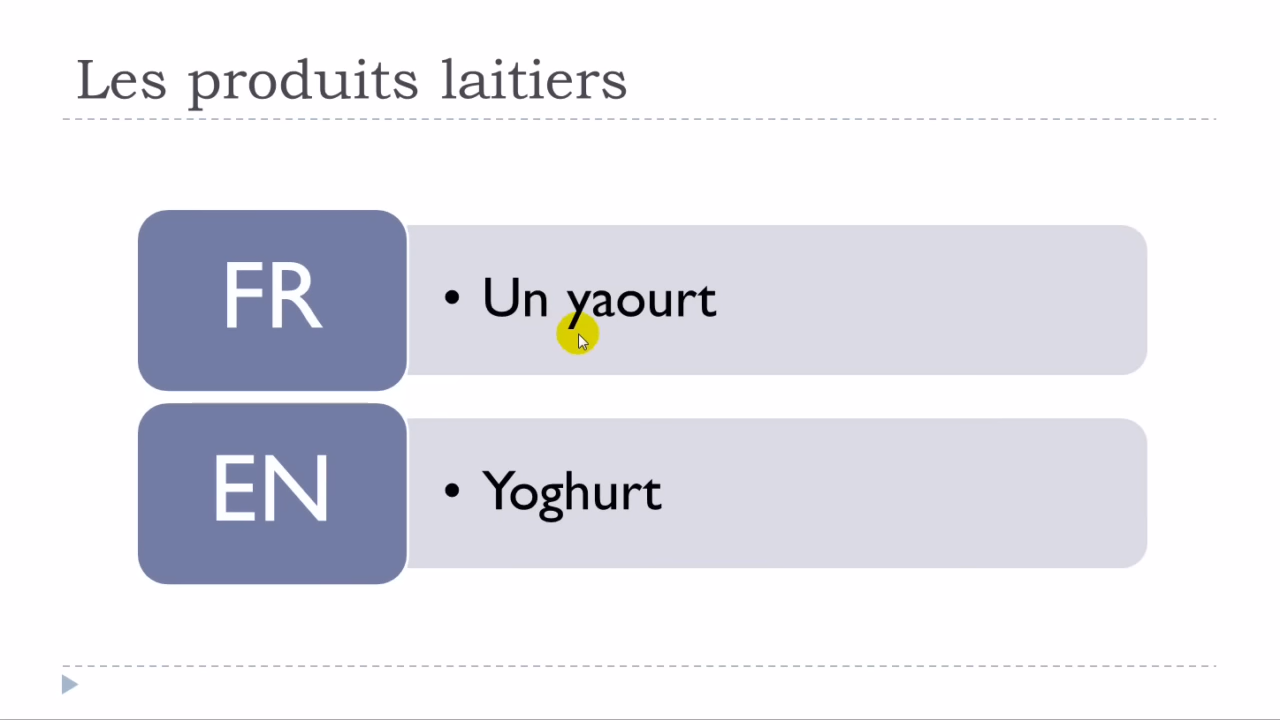 Les produits laitiers
FR
• Un yaourt
EN
• Yoghurt